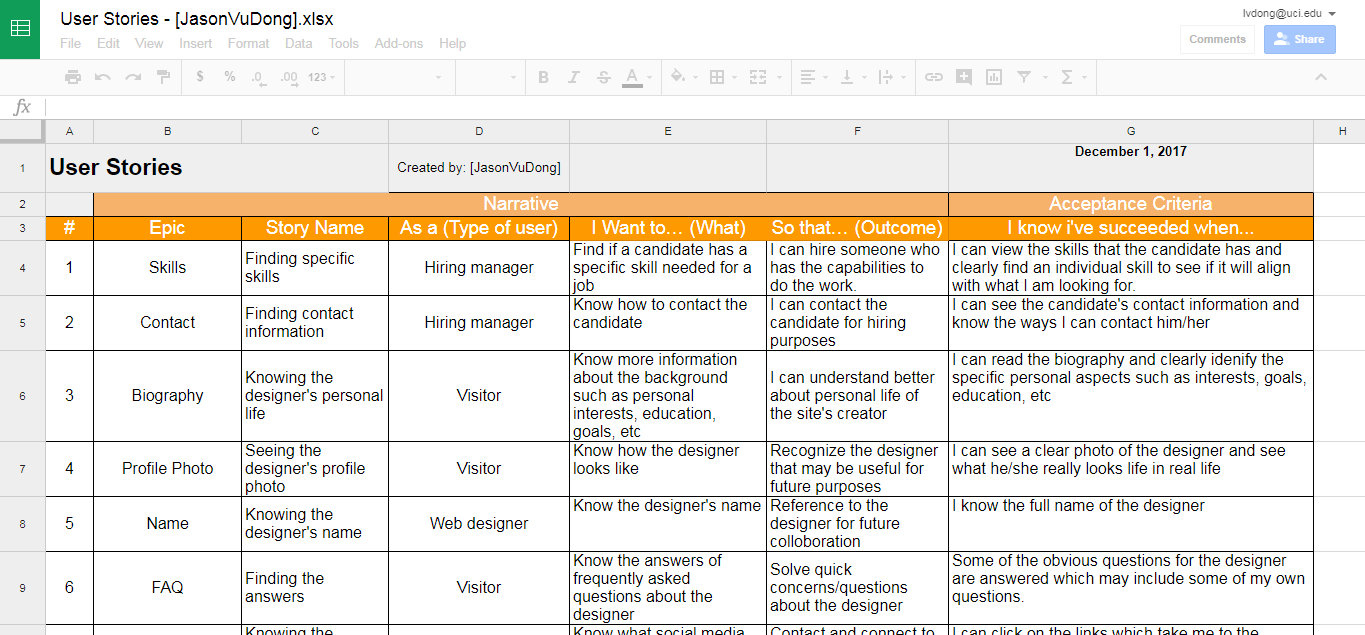 User Stories - [JasonVuDong].xlsx
lvdong@uci.edu
File Edit View Insert Format Data Tools Add-ons Help
Comments
Share
$ % .0 .00 123
B I S A
fx
A B C D E F G H
1
User Stories
Created by: [JasonVuDong]
December 1, 2017
2
Narrative
Acceptance Criteria
3
#
Epic
Story Name
As a (Type of user)
I Want to... (What)
So that... (Outcome)
I know i've succeeded when...
4
1
Skills
Finding specific
skills
Hiring manager
Find if a candidate has a
specific skill needed for a
job
I can hire someone who
has the capabilities to
do the work.
I can view the skills that the candidate has and
clearly find an individual skill to see if it will align
with what I am looking for.
5
2
Contact
Finding contact
information
Hiring manager
Know how to contact the
candidate
I can contact the
candidate for hiring
purposes
I can see the candidate's contact information and
know the ways I can contact him/her
6
3
Biography
Knowing the
designer's personal
life
Visitor
Know more information
about the background
such as personal
interests, education,
goals, etc
I can understand better
about personal life of
the site's creator
I can read the biography and clearly idenify the
specific personal aspects such as interests, goals,
education, etc
7
4
Profile Photo
Seeing the
designer's profile
photo
Visitor
Know how the designer
looks like
Recognize the designer
that may be useful for
future purposes
I can see a clear photo of the designer and see
what he/she really looks life in real life
8
5
Name
Knowing the
designer's name
Web designer
Know the designer's name
Reference to the
designer for future
colloboration
I know the full name of the designer
9
6
FAQ
Finding the
answers
Visitor
Know the answers of
frequently asked
questions about the
designer
Solve quick
concerns/questions
about the designer
Some of the obvious questions for the designer
are answered which may include some of my own
questions.
Knowing the
Know what social media
Contact and connect to
I can click on the links which take me to the